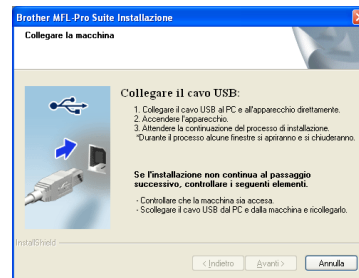 Brother MFL-Pro Suite Installazione
Collegare la macchina
Collegare il cavo USB:
1. Collegare il cavo USB al PC e all'apparecchio direttamente.
2. Accendere l'apparecchio.
3. Attendere la continuazione del processo di installazione.
*Durante il processo alcune finestre si apriranno e si chiuderanno.
Se l'installazione non continua al passaggio
successivo, controllare i seguenti elementi.
- Controllare che la macchina sia accesa.
- Scollegare il cavo USB dal PC e dalla macchina e ricollegarlo.
InstallShield
< Indietro Avanti > Annulla